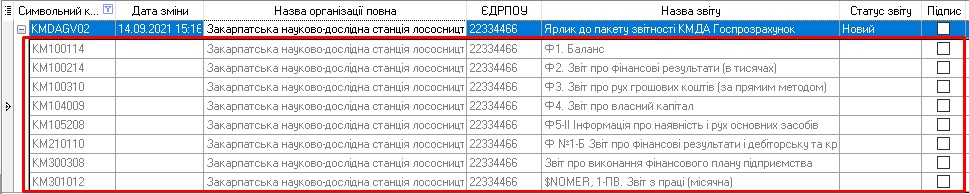 Символьний к... Дата зміни Назва організації повна ЄДРПОУ Назва звіту Статус звіту Підпис
KMDAGV02 14.09.2021 15:16 Закарпатська науково-дослідна станція лососницт 22334466 Ярлик до пакету звітності КМДА Госпрозрахунок Новий
KM100114 Закарпатська науково-дослідна станція лососницт 22334466 Ф1. Баланс
KM100214 Закарпатська науково-дослідна станція лососницт 22334466 Ф2. Звіт про фінансові результати (в тисячах)
KM100310 Закарпатська науково-дослідна станція лососницт 22334466 Ф3. Звіт про рух грошових коштів (за прямим методом)
KM104009 Закарпатська науково-дослідна станція лососницт 22334466 Ф4. Звіт про власний капітал
KM105208 Закарпатська науково-дослідна станція лососницт 22334466 Ф5-ІІ Інформація про наявність і рух основних засобів
KM210110 Закарпатська науково-дослідна станція лососницт 22334466 Ф №1-Б Звіт про фінансові результати і дебіторську та кр
KM300308 Закарпатська науково-дослідна станція лососницт 22334466 Звіт про виконання фінансового плану підприємства
KM301012 Закарпатська науково-дослідна станція лососницт 22334466 $NOMER, 1-ПВ. Звіт з праці (місячна)